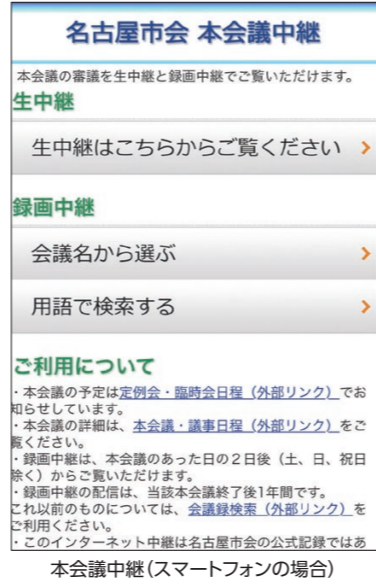 名古屋市会 本会議中継
本会議の審議を生中継と録画中継でご覧いただけます。
生中継
生中継はこちらからご覧ください
録画中継
会議名から選ぶ
用語で検索する
ご利用について
・本会議の予定は定例会・臨時会日程（外部リンク）でお
知らせしています。
・本会議の詳細は、本会議・議事日程（外部リンク）をご
覧ください。
・録画中継は、本会議のあった日の２日後（土、日、祝日
除く）からご覧いただけます。
・録画中継の配信は、当該本会議終了後1年間です。
これ以前のものについては、会議録検索（外部リンク）を
ご利用ください。
・このインターネット中継は名古屋市会の公式記録ではあ
本会議中継（スマートフォンの場合）